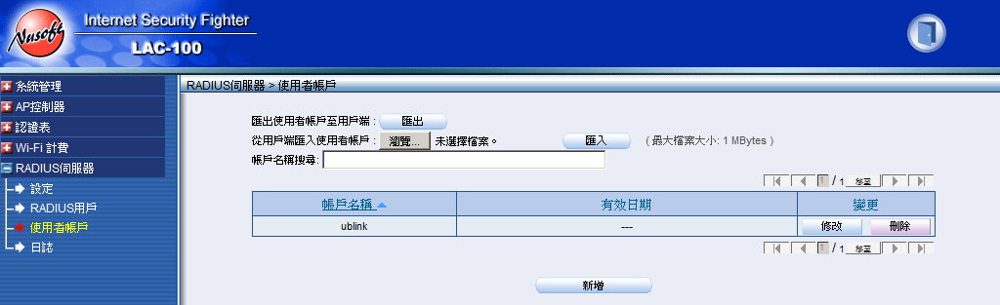 Nusoft
Internet Security Fighter
LAC-100
系統管理
AP控制器
認證表
Wi-Fi 計費
RADIUS伺服器
設定
RADIUS用戶
使用者帳戶
日誌
RADIUS伺服器 > 使用者帳戶
匯出使用者帳戶至用戶端 : 匯出
從用戶端匯入使用者帳戶 : 瀏覽... 未選擇檔案。 匯入 ( 最大檔案大小: 1 MBytes )
帳戶名稱搜尋:
1 / 1 移至
帳戶名稱 有效日期 變更
ublink --- 修改 刪除
1 / 1 移至
新增